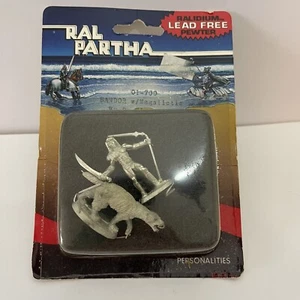 RAL
PARTHA
RALIDIUM
LEAD FREE
PEWTER
PERSONALITIES